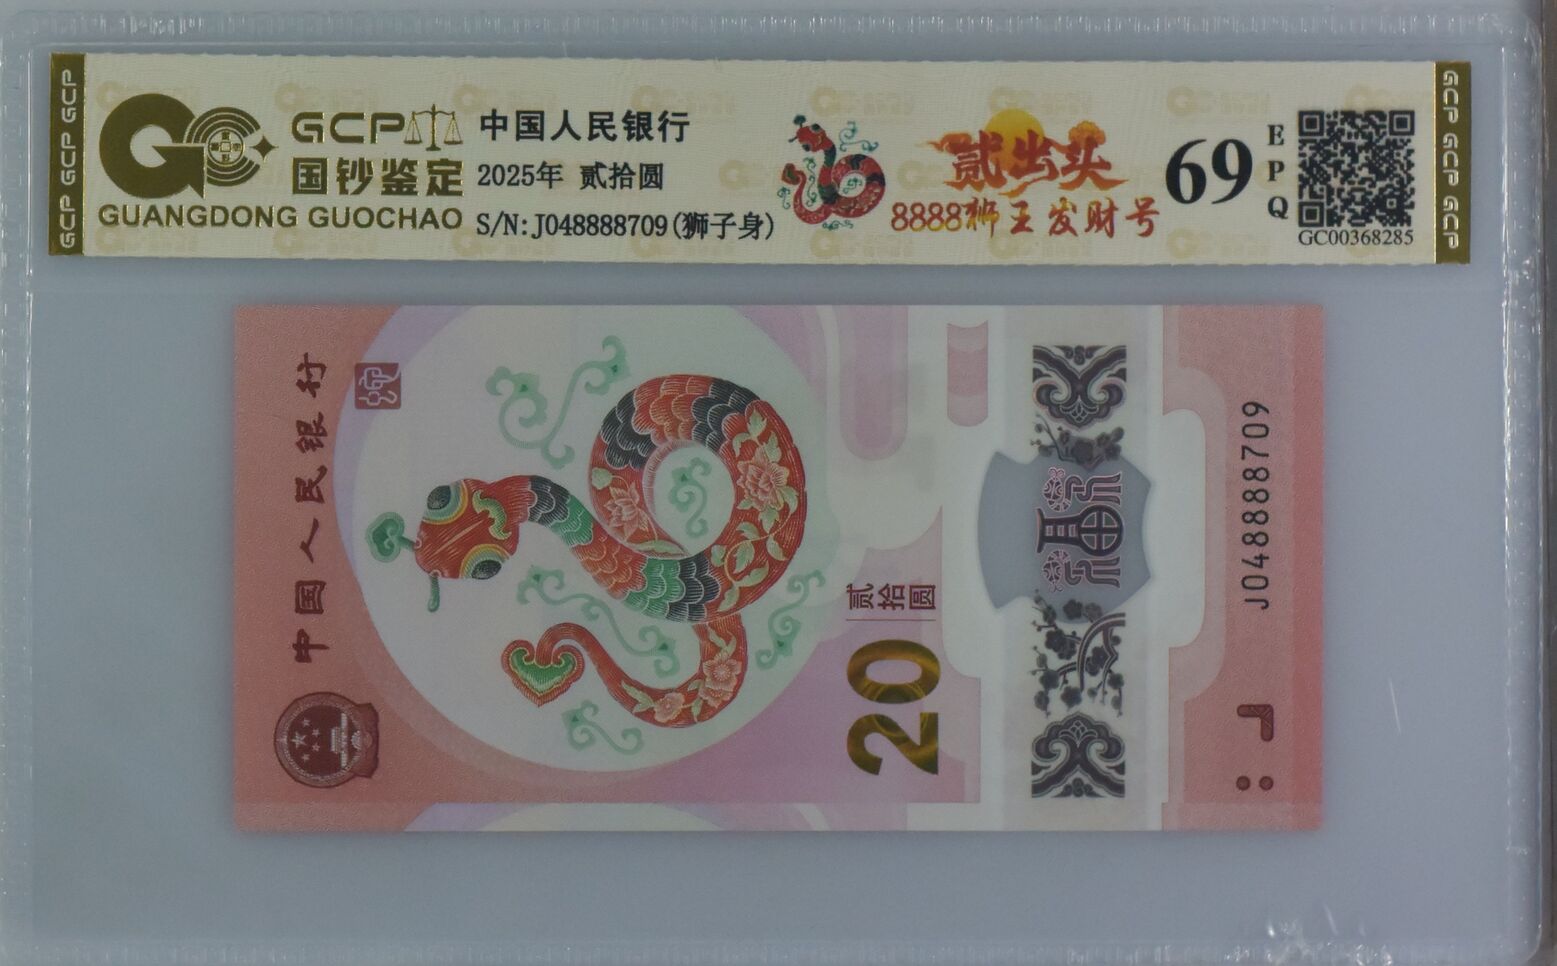 GCP GCP GCP
GCP
国钞鉴定
GUANGDONG GUOCHAO
中国人民银行
2025年 贰拾圆
S/N:J048888709(狮子身)
贰出头
8888狮王发财号
69
EPQ
GC00368285
GCP GCP GCP
中国人民银行
贰拾圆
20
福
J048888709